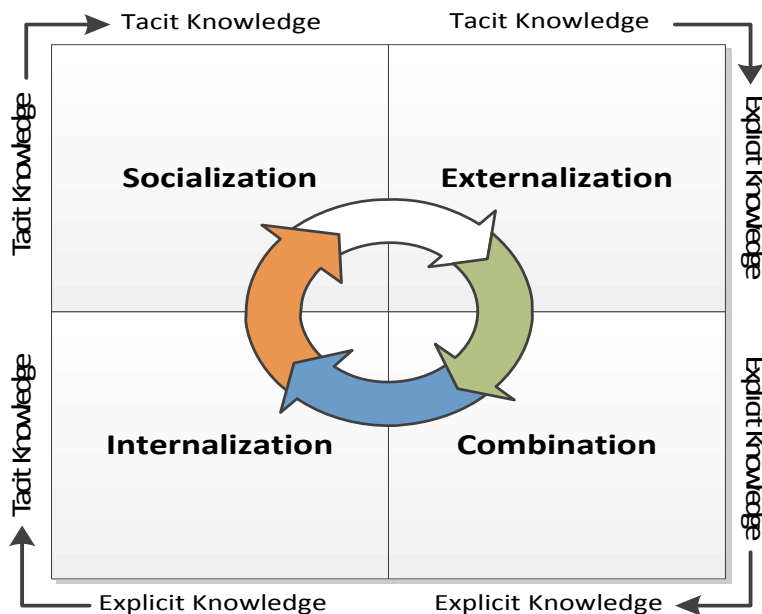 Tacit Knowledge
Tacit Knowledge
Tacit Knowledge
Explicit Knowledge
Socialization
Externalization
Tacit Knowledge
Explicit Knowledge
Internalization
Combination
Explicit Knowledge
Explicit Knowledge